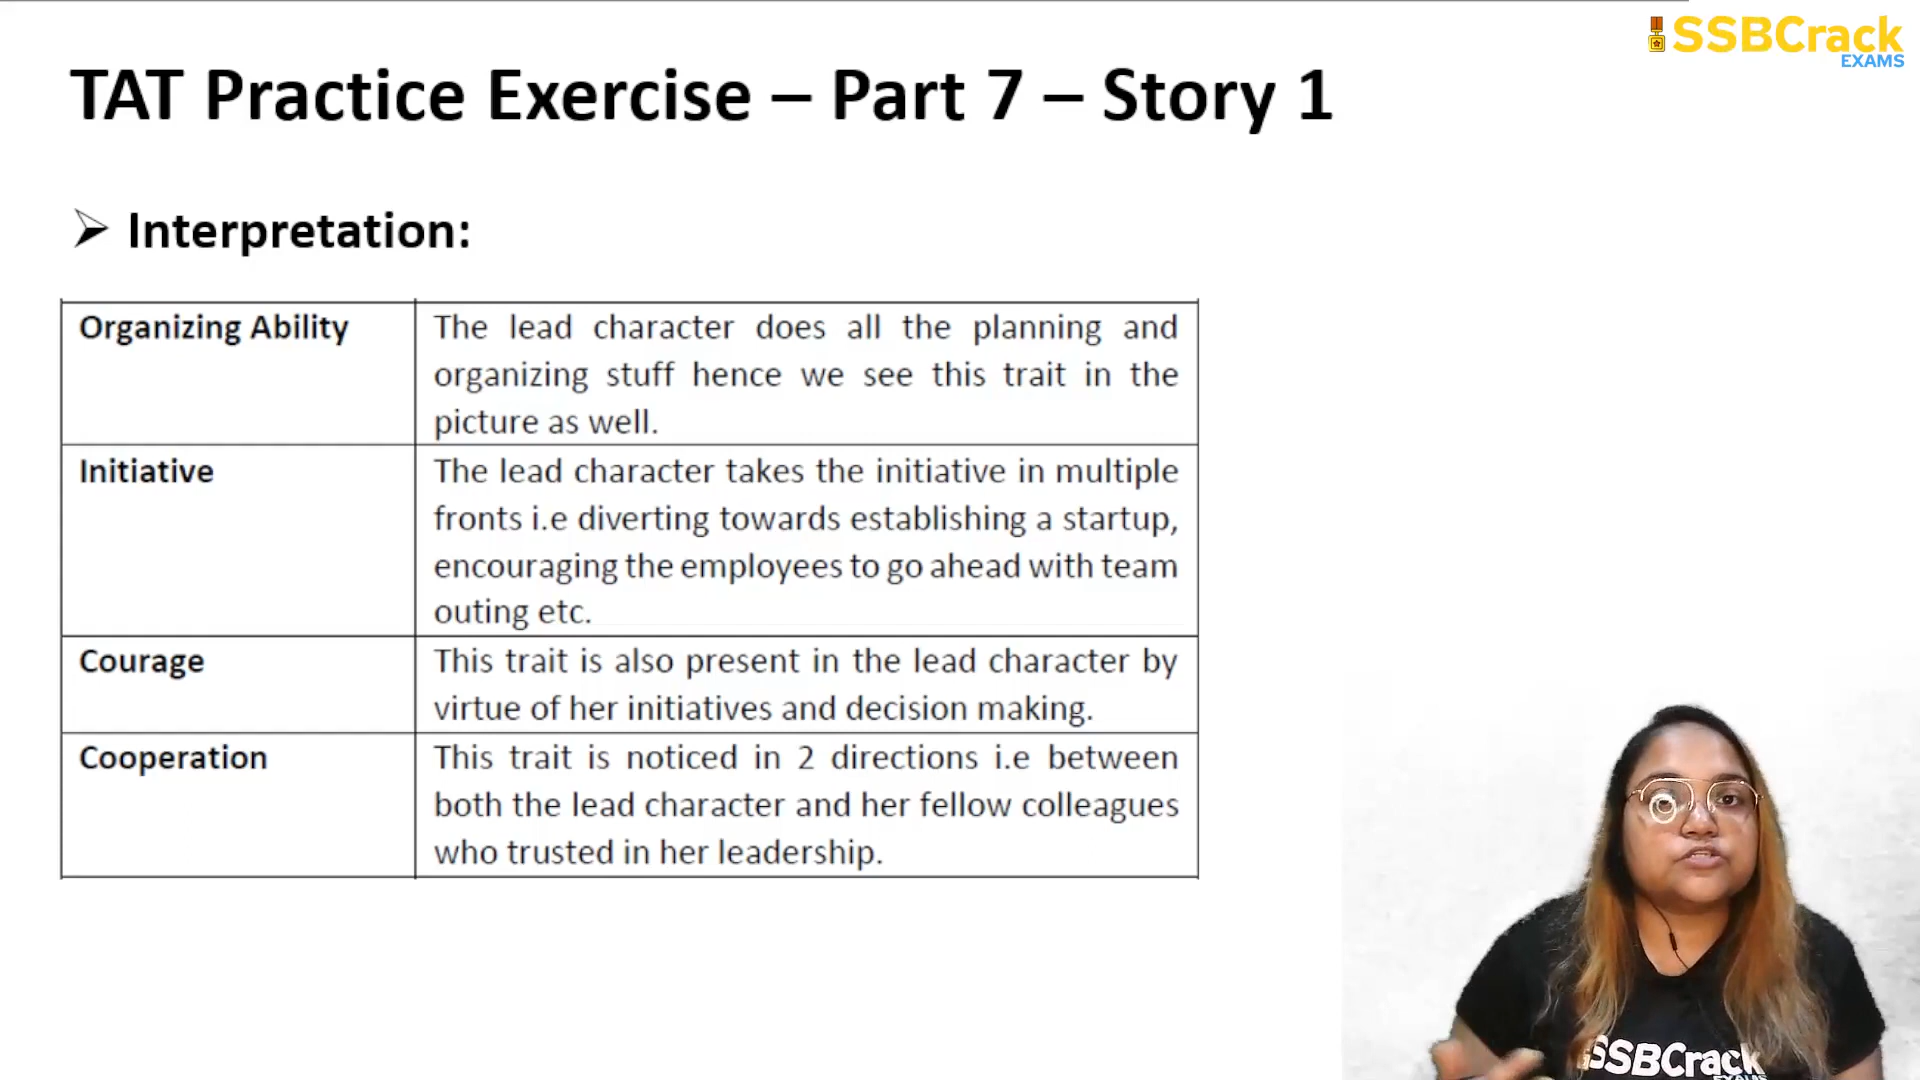 SSBCrack
EXAMS
TAT Practice Exercise – Part 7 – Story 1
Interpretation:
Organizing Ability
The lead character does all the planning and
organizing stuff hence we see this trait in the
picture as well.
Initiative
The lead character takes the initiative in multiple
fronts i.e diverting towards establishing a startup,
encouraging the employees to go ahead with team
outing etc.
Courage
This trait is also present in the lead character by
virtue of her initiatives and decision making.
Cooperation
This trait is noticed in 2 directions i.e between
both the lead character and her fellow colleagues
who trusted in her leadership.
SSBCrack
EXAMS